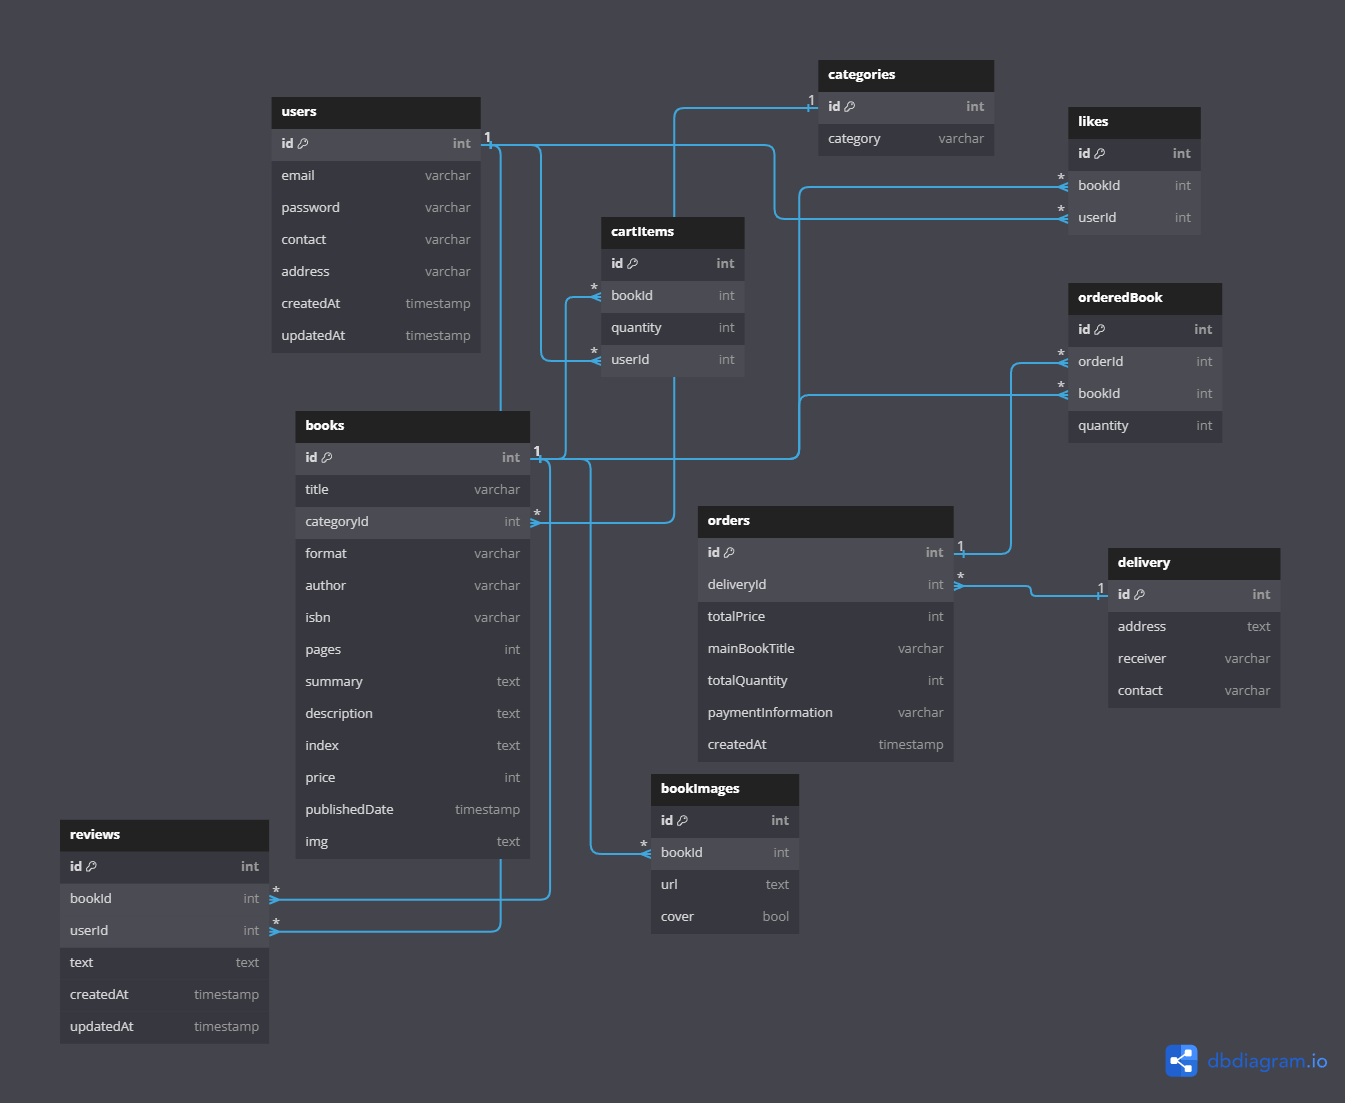 users
id int
email varchar
password varchar
contact varchar
address varchar
createdAt timestamp
updatedAt timestamp
categories
id int
category varchar
likes
id int
bookId int
userId int
cartItems
id int
bookId int
quantity int
userId int
orderedBook
id int
orderId int
bookId int
quantity int
books
id int
title varchar
categoryId int
format varchar
author varchar
isbn varchar
pages int
summary text
description text
index text
price int
publishedDate timestamp
img text
orders
id int
deliveryId int
totalPrice int
mainBookTitle varchar
totalQuantity int
paymentInformation varchar
createdAt timestamp
delivery
id int
address text
receiver varchar
contact varchar
bookImages
id int
bookId int
url text
cover bool
reviews
id int
bookId int
userId int
text text
createdAt timestamp
updatedAt timestamp
1
1
1
1
1
*
*
*
*
*
*
*
*
*
*
*
dbdiagram.io